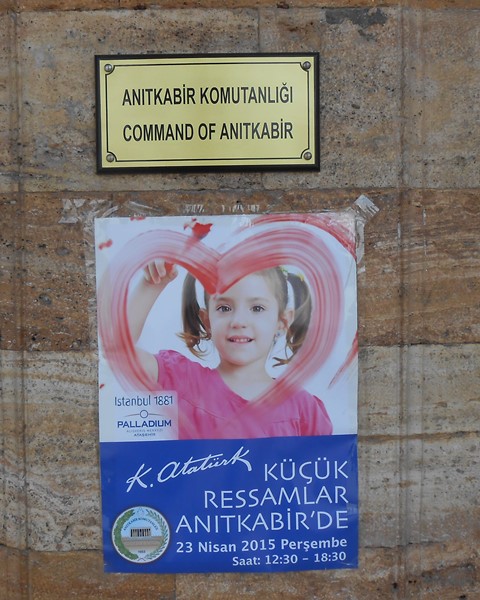 ANITKABİR KOMUTANLIĞI
COMMAND OF ANITKABİR
İstanbul 1881
PALLADIUM
K. Atatürk
KÜÇÜK
RESSAMLAR
ANITKABİR'DE
23 Nisan 2015 Perşembe
Saat: 12:30 – 18:30